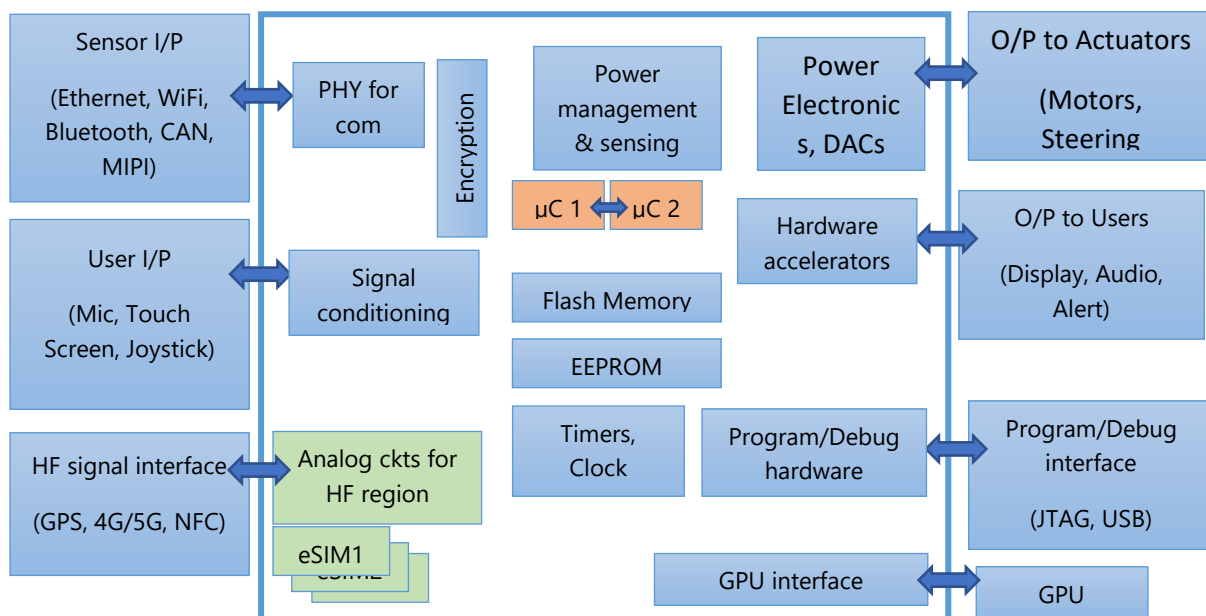 Sensor I/P
(Ethernet, WiFi,
Bluetooth, CAN,
MIPI)
PHY for
com
Encryption
Power
management
& sensing
Power
Electronic
s, DACs
O/P to Actuators
(Motors,
Steering
µC 1
µC 2
User I/P
(Mic, Touch
Screen, Joystick)
Signal
conditioning
Flash Memory
EEPROM
Hardware
accelerators
O/P to Users
(Display, Audio,
Alert)
HF signal interface
(GPS, 4G/5G, NFC)
Analog ckts for
HF region
eSIM1
eSIM2
Timers,
Clock
Program/Debug
hardware
Program/Debug
interface
(JTAG, USB)
GPU interface
GPU